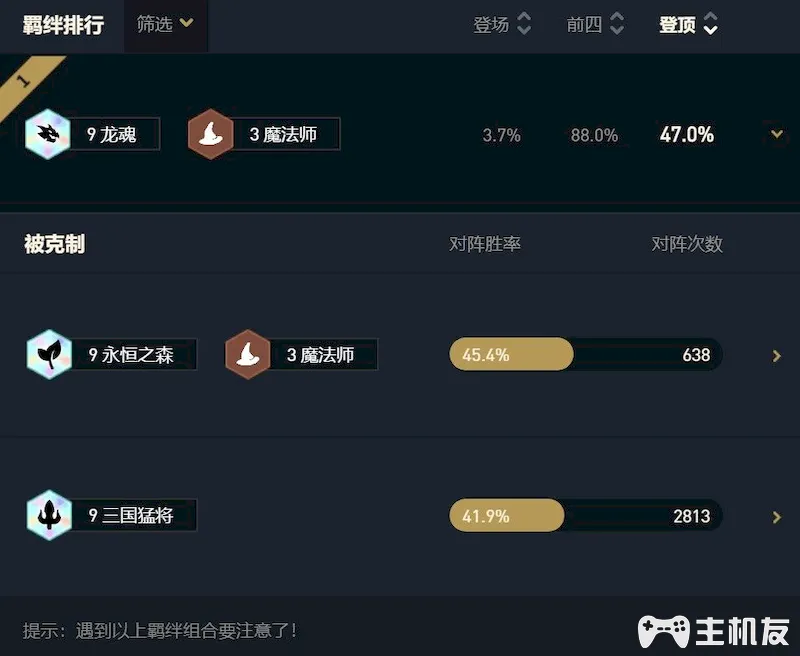 羁绊排行 筛选 登场 前四 登顶
1
9 龙魂 3 魔法师 3.7% 88.0% 47.0%
被克制 对阵胜率 对阵次数
9 永恒之森 3 魔法师 45.4% 638
9 三国猛将 41.9% 2813
提示：遇到以上羁绊组合要注意了！
主机友